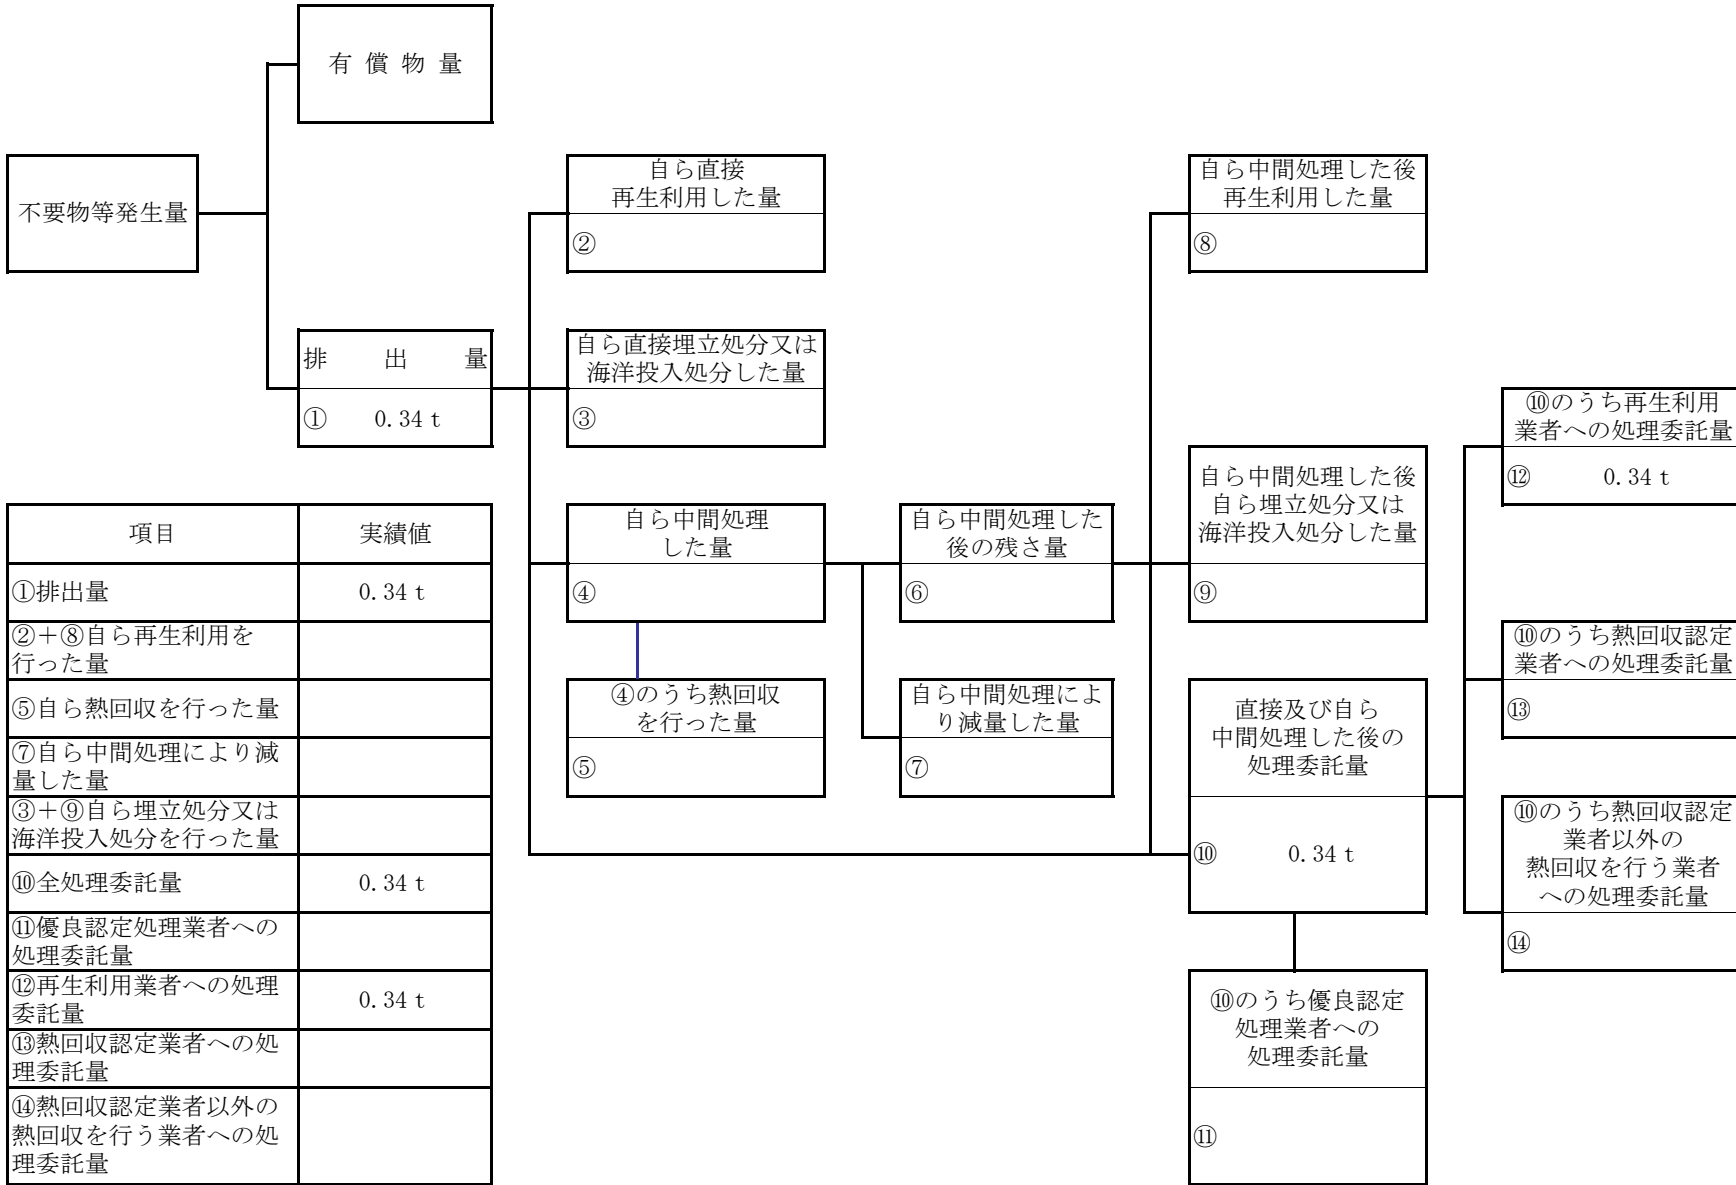 有 償 物 量
不要物等発生量
自ら直接
再生利用した量
②
自ら中間処理した後
再生利用した量
⑧
排 出 量
① 0.34 t
自ら直接埋立処分又は
海洋投入処分した量
③
⑩のうち再生利用
業者への処理委託量
⑫ 0.34 t
自ら中間処理した後
自ら埋立処分又は
海洋投入処分した量
⑨
自ら中間処理
した量
④
自ら中間処理した
後の残さ量
⑥
④のうち熱回収
を行った量
⑤
自ら中間処理によ
り減量した量
⑦
直接及び自ら
中間処理した後の
処理委託量
⑩ 0.34 t
⑩のうち熱回収認定
業者への処理委託量
⑬
⑩のうち熱回収認定
業者以外の
熱回収を行う業者
への処理委託量
⑭
⑩のうち優良認定
処理業者への
処理委託量
⑪
項目 実績値
①排出量 0.34 t
②＋⑧自ら再生利用を
行った量
⑤自ら熱回収を行った量
⑦自ら中間処理により減
量した量
③＋⑨自ら埋立処分又は
海洋投入処分を行った量
⑩全処理委託量 0.34 t
⑪優良認定処理業者への
処理委託量
⑫再生利用業者への処理
委託量 0.34 t
⑬熱回収認定業者への処
理委託量
⑭熱回収認定業者以外の
熱回収を行う業者への処
理委託量